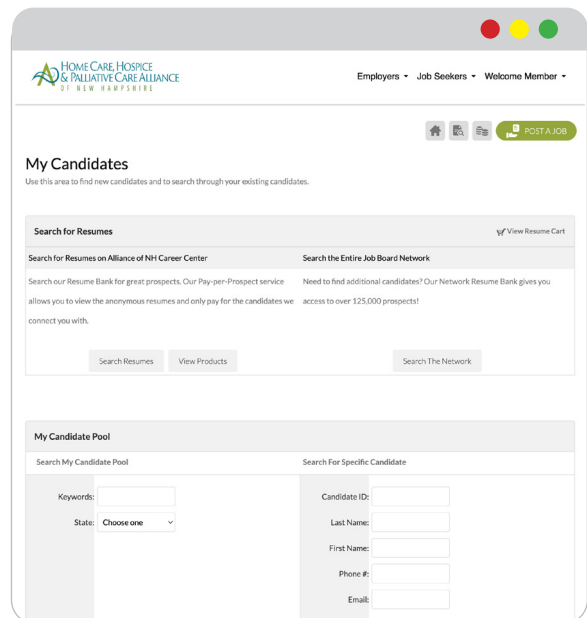 HOME CARE, HOSPICE
& PALLIATIVE CARE ALLIANCE
OF NEW HAMPSHIRE
Employers Job Seekers Welcome Member
POST A JOB
My Candidates
Use this area to find new candidates and to search through your existing candidates.
Search for Resumes
View Resume Cart
Search for Resumes on Alliance of NH Career Center
Search our Resume Bank for great prospects. Our Pay-per-Prospect service
allows you to view the anonymous resumes and only pay for the candidates we
connect you with.
Search Resumes View Products
Search the Entire Job Board Network
Need to find additional candidates? Our Network Resume Bank gives you
access to over 125,000 prospects!
Search The Network
My Candidate Pool
Search My Candidate Pool
Keywords:
State: Choose one
Search For Specific Candidate
Candidate ID:
Last Name:
First Name:
Phone #:
Email: